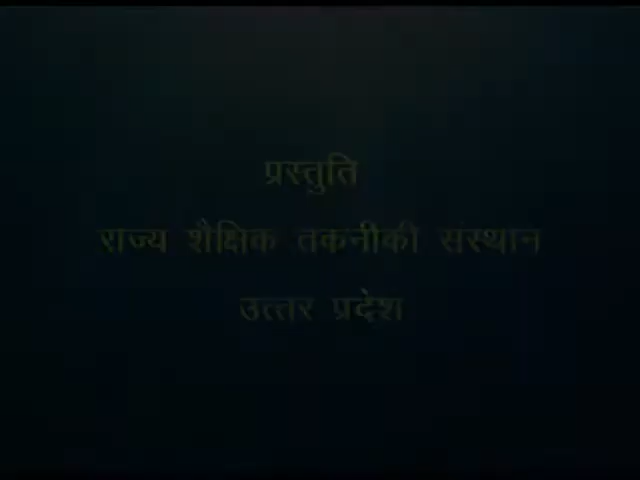 प्रस्तुति
राज्य शैक्षिक तकनीकी संस्थान
उत्तर प्रदेश